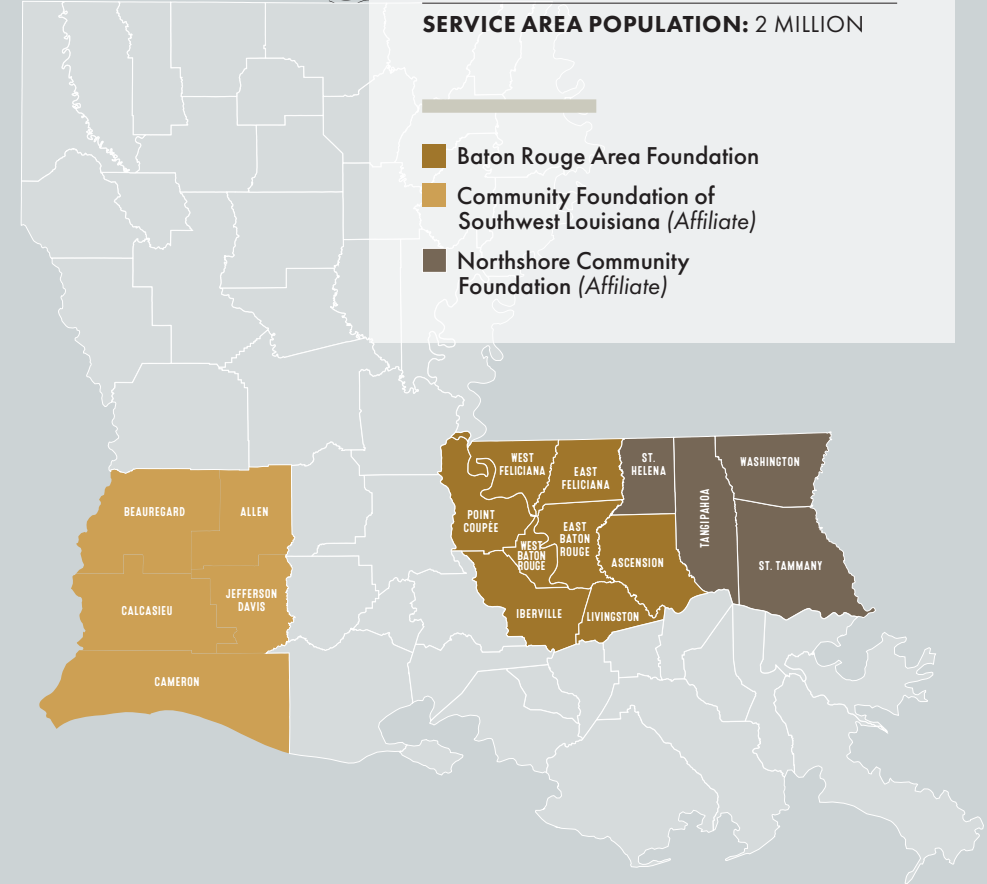 SERVICE AREA POPULATION: 2 MILLION
Baton Rouge Area Foundation
Community Foundation of
Southwest Louisiana (Affiliate)
Northshore Community
Foundation (Affiliate)
WEST
FELICIANA
EAST
FELICIANA
ST.
HELENA
TANGIPAHOA
WASHINGTON
POINT
COUPÉE
WEST
BATON
ROUGE
EAST
BATON
ROUGE
ASCENSION
ST. TAMMANY
IBERVILLE
LIVINGSTON
BEAUREGARD
ALLEN
CALCASIEU
JEFFERSON
DAVIS
CAMERON